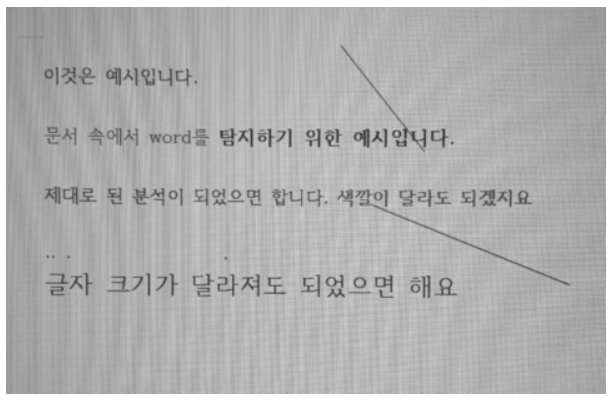 이것은 예시입니다.
문서 속에서 word를 탐지하기 위한 예시입니다.
제대로 된 분석이 되었으면 합니다. 색깔이 달라도 되겠지요
.. .          .
글자 크기가 달라져도 되었으면 해요